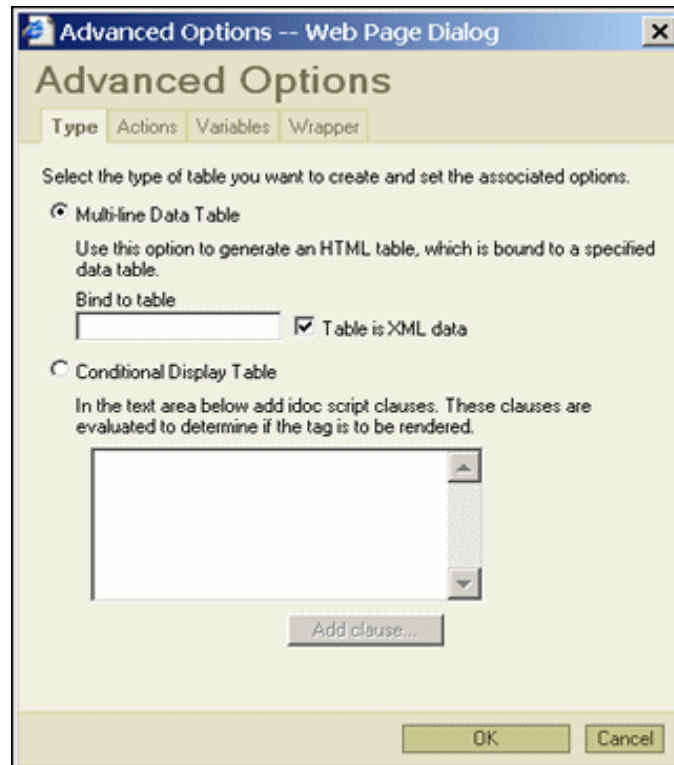 Advanced Options -- Web Page Dialog
Advanced Options
Type Actions Variables Wrapper
Select the type of table you want to create and set the associated options.
Multi-line Data Table
Use this option to generate an HTML table, which is bound to a specified
data table.
Bind to table
Table is XML data
Conditional Display Table
In the text area below add idoc script clauses. These clauses are
evaluated to determine if the tag is to be rendered.
Add clause...
OK Cancel